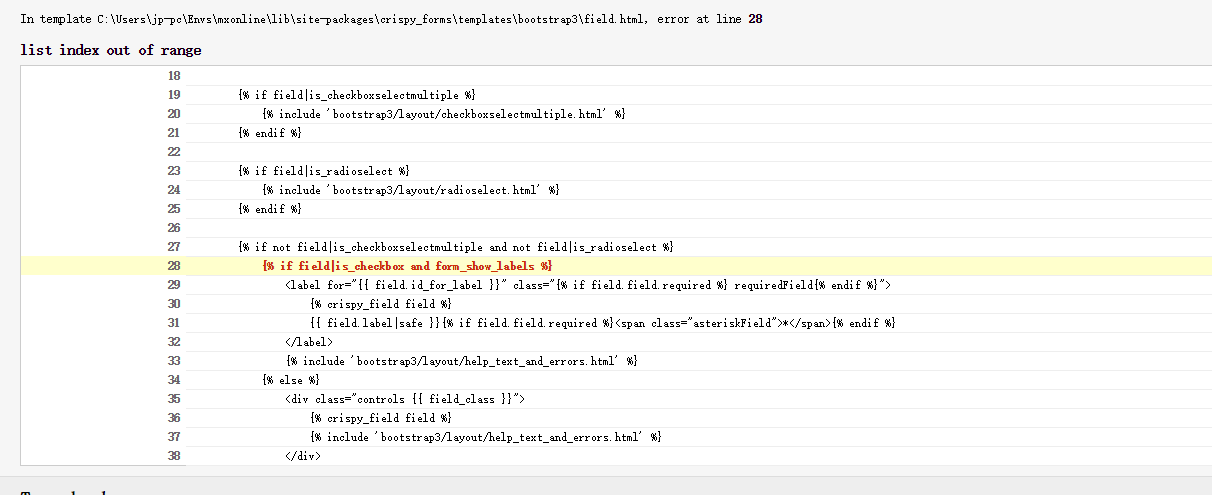 In template C:\Users\jp-pc\Envs\mxonline\lib\site-packages\crispy_forms\templates\bootstrap3\field.html, error at line 28
list index out of range
18
19 {% if field|is_checkboxselectmultiple %}
20 {% include 'bootstrap3/layout/checkboxselectmultiple.html' %}
21 {% endif %}
22
23 {% if field|is_radioselect %}
24 {% include 'bootstrap3/layout/radioselect.html' %}
25 {% endif %}
26
27 {% if not field|is_checkboxselectmultiple and not field|is_radioselect %}
28 {% if field|is_checkbox and form_show_labels %}
29 <label for="{{ field.id_for_label }}" class="{% if field.field.required %} requiredField{% endif %}">
30 {% crispy_field field %}
31 {{ field.label|safe }}{% if field.field.required %}<span class="asteriskField">*</span>{% endif %}
32 </label>
33 {% include 'bootstrap3/layout/help_text_and_errors.html' %}
34 {% else %}
35 <div class="controls {{ field_class }}">
36 {% crispy_field field %}
37 {% include 'bootstrap3/layout/help_text_and_errors.html' %}
38 </div>